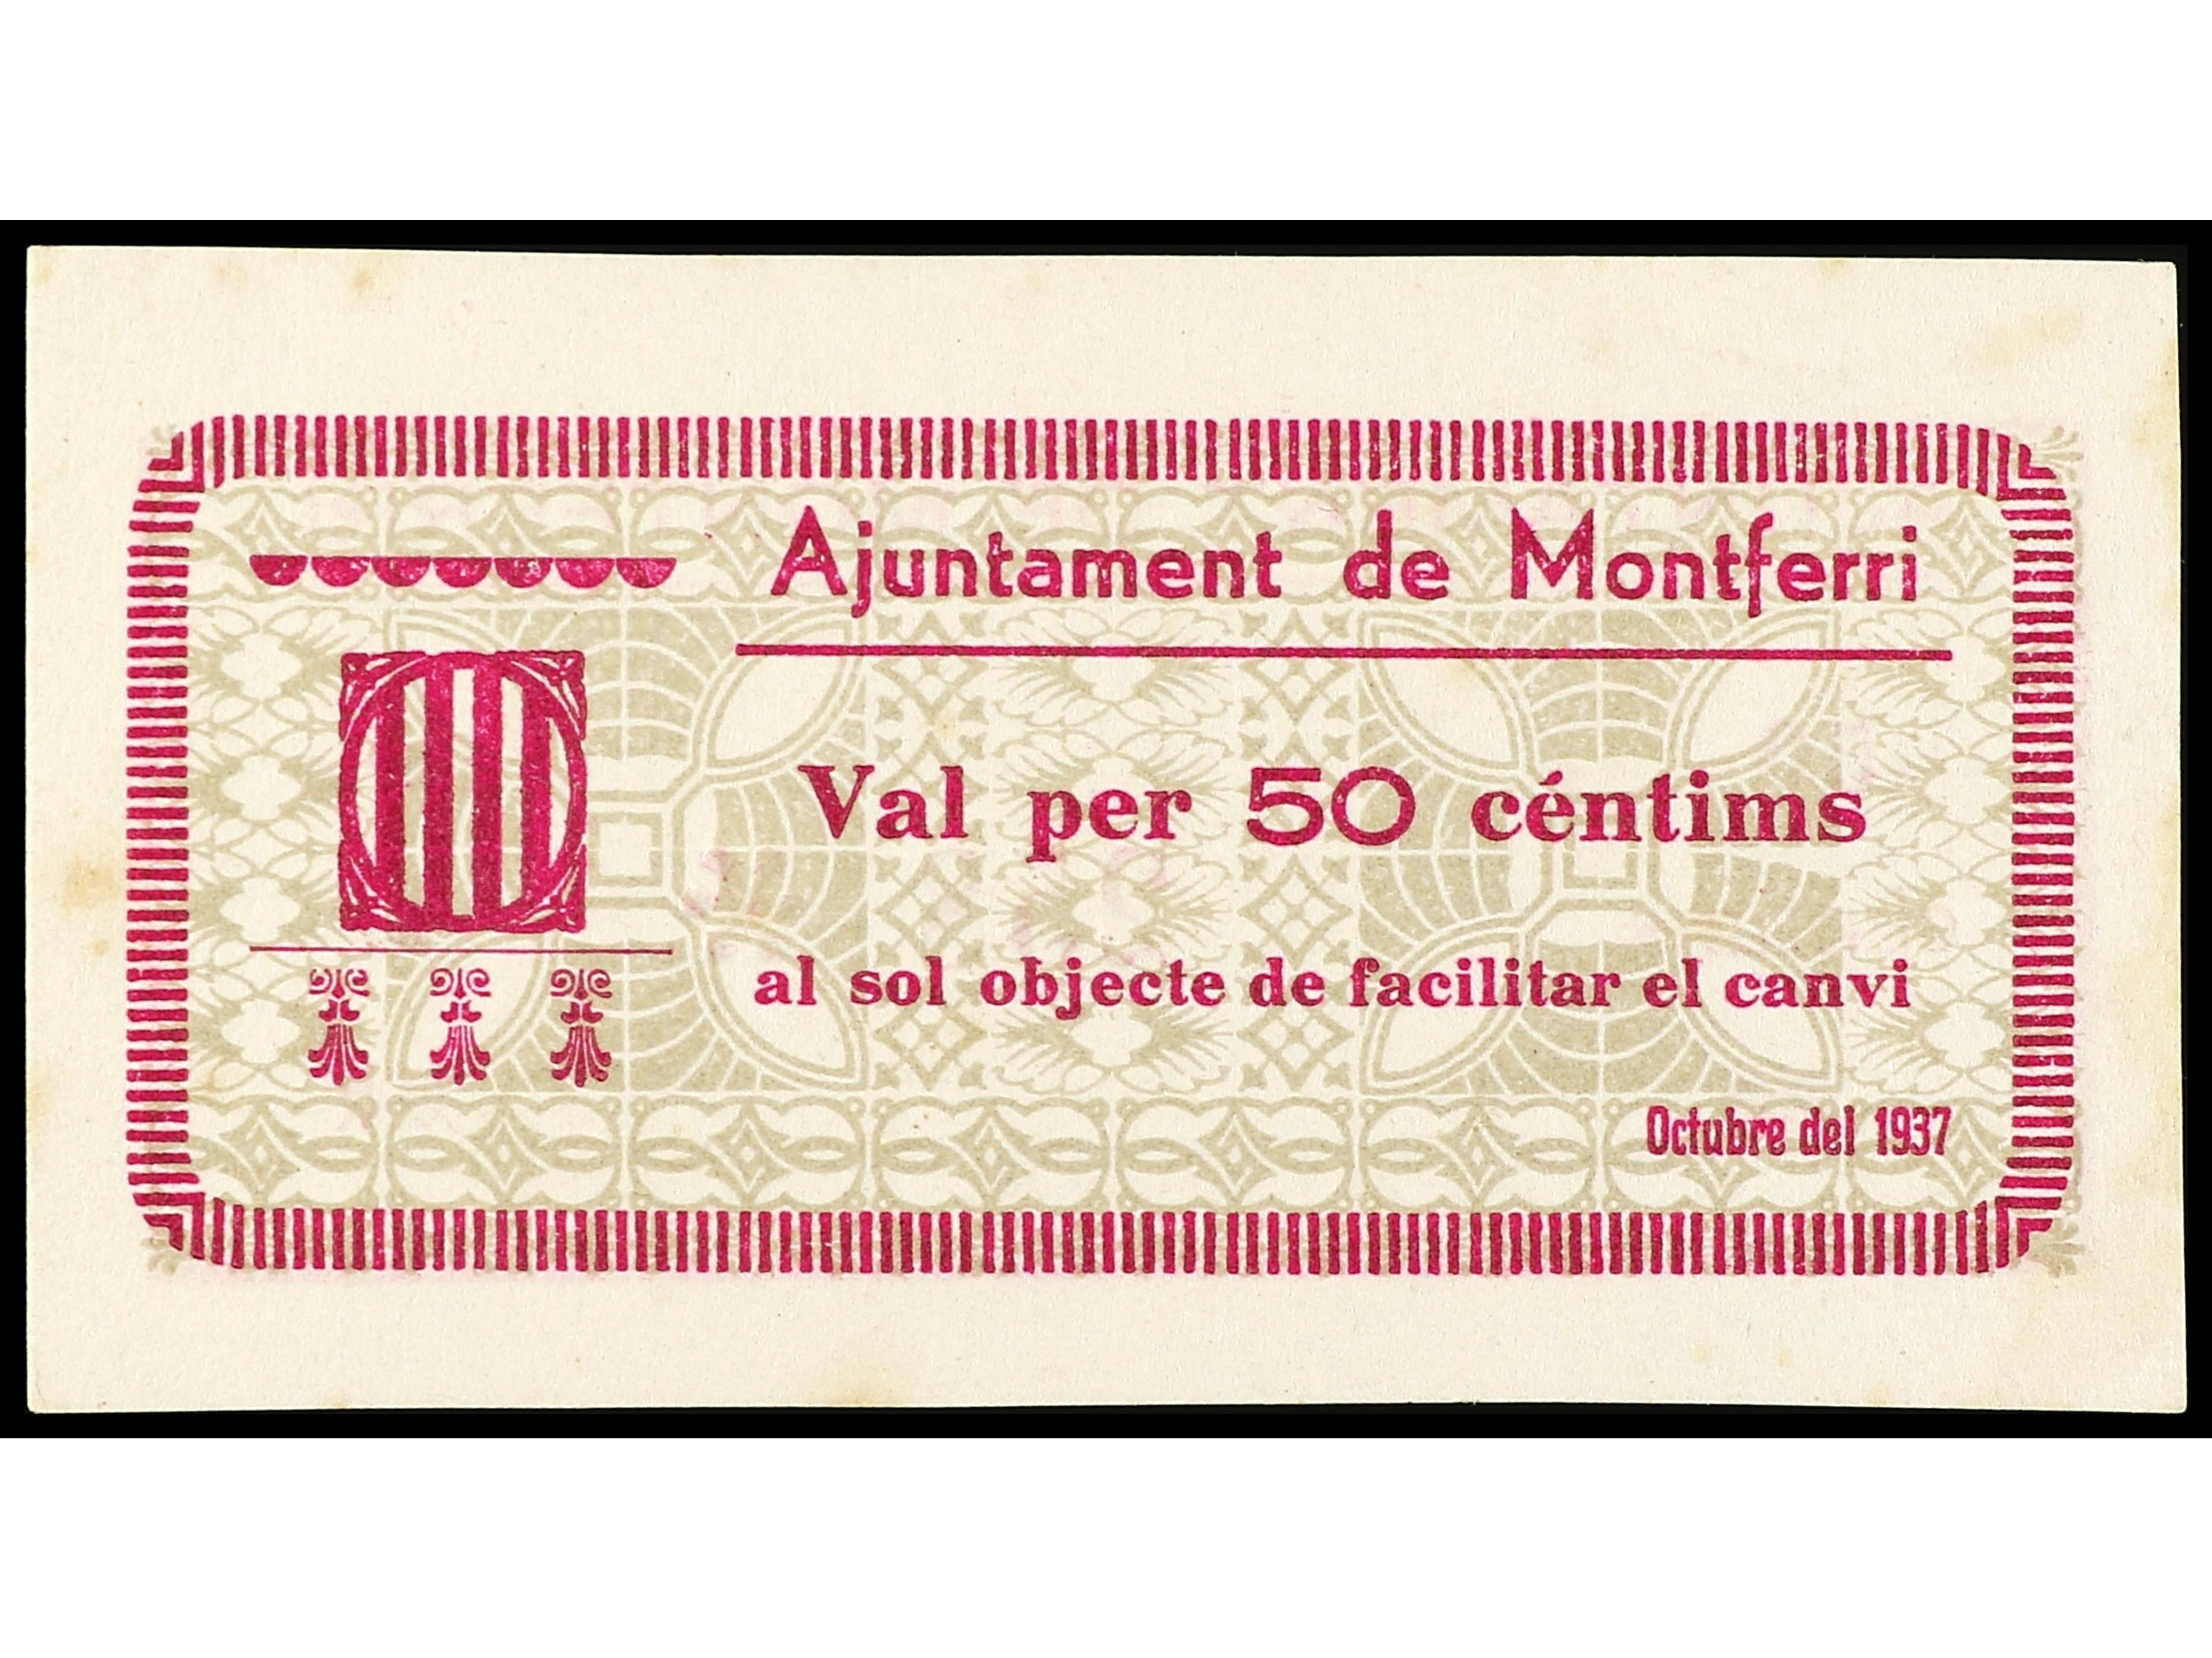 Ajuntament de Montferri
Val per 50 céntims
al sol objecte de facilitar el canvi
Octubre del 1937